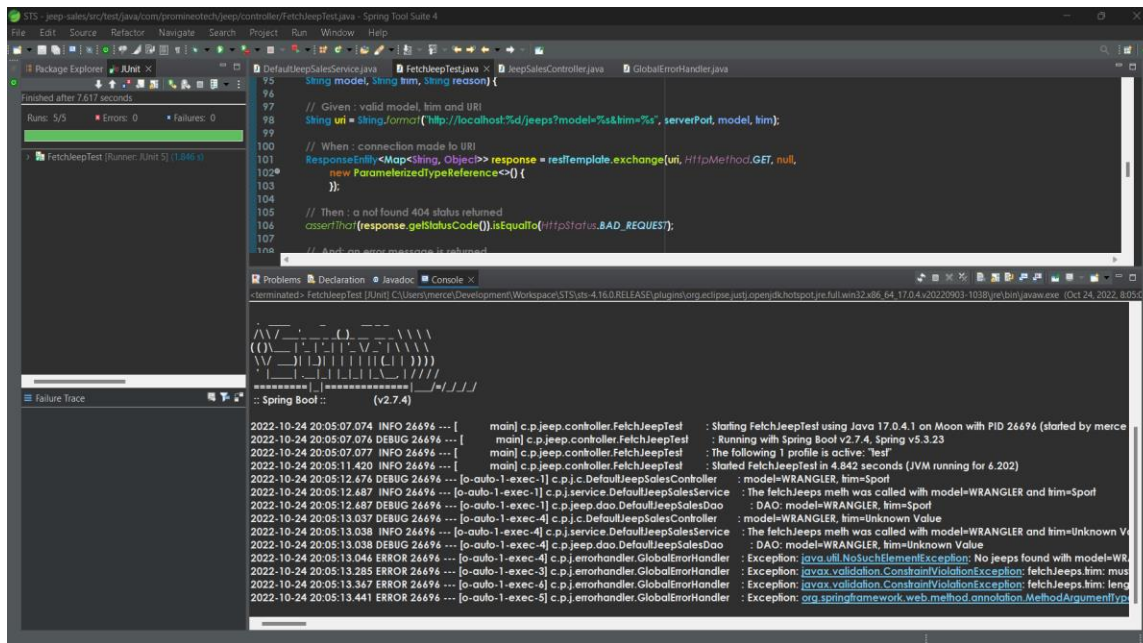 STS - jeep-sales/src/test/java/com/promineotech/jeep/controller/FetchJeepTest.java - Spring Tool Suite 4
File Edit Source Refactor Navigate Search Project Run Window Help
Package Explorer JUnit
Finished after 7.617 seconds
Runs: 5/5 Errors: 0 Failures: 0
FetchJeepTest [Runner: JUnit 5] (1.846 s)
Failure Trace
DefaultJeepSalesService.java FetchJeepTest.java JeepSalesController.java GlobalErrorHandler.java
95 String model, String trim, String reason) {
96
97 // Given : valid model, trim and URI
98 String uri = String.format("http://localhost:%d/jeeps?model=%s&trim=%s", serverPort, model, trim);
99
100 // When : connection made to URI
101 ResponseEntity<Map<String, Object>> response = restTemplate.exchange(uri, HttpMethod.GET, null,
102 new ParameterizedTypeReference<>() {
103 });
104
105 // Then : a not found 404 status returned
106 assertThat(response.getStatusCode()).isEqualTo(HttpStatus.BAD_REQUEST);
107
108 // And: an error message is returned
Problems Declaration Javadoc Console
<terminated> FetchJeepTest [JUnit] C:\Users\merce\Development\Workspace\STS\sts-4.16.0.RELEASE\plugins\org.eclipse.justj.openjdk.hotspot.jre.full.win32.x86_64_17.0.4.v20220903-1038\jre\bin\javaw.exe (Oct 24, 2022, 8:05:0
:: Spring Boot :: (v2.7.4)
2022-10-24 20:05:07.074 INFO 26696 --- [ main] c.p.jeep.controller.FetchJeepTest : Starting FetchJeepTest using Java 17.0.4.1 on Moon with PID 26696 (started by merce
2022-10-24 20:05:07.076 DEBUG 26696 --- [ main] c.p.jeep.controller.FetchJeepTest : Running with Spring Boot v2.7.4, Spring v5.3.23
2022-10-24 20:05:07.077 INFO 26696 --- [ main] c.p.jeep.controller.FetchJeepTest : The following 1 profile is active: "test"
2022-10-24 20:05:11.420 INFO 26696 --- [ main] c.p.jeep.controller.FetchJeepTest : Started FetchJeepTest in 4.842 seconds (JVM running for 6.202)
2022-10-24 20:05:12.676 DEBUG 26696 --- [o-auto-1-exec-1] c.p.j.c.DefaultJeepSalesController : model=WRANGLER, trim=Sport
2022-10-24 20:05:12.687 INFO 26696 --- [o-auto-1-exec-1] c.p.j.service.DefaultJeepSalesService : The fetchJeeps meth was called with model=WRANGLER and trim=Sport
2022-10-24 20:05:12.687 DEBUG 26696 --- [o-auto-1-exec-1] c.p.jeep.dao.DefaultJeepSalesDao : DAO: model=WRANGLER, trim=Sport
2022-10-24 20:05:13.037 DEBUG 26696 --- [o-auto-1-exec-4] c.p.j.c.DefaultJeepSalesController : model=WRANGLER, trim=Unknown Value
2022-10-24 20:05:13.038 INFO 26696 --- [o-auto-1-exec-4] c.p.j.service.DefaultJeepSalesService : The fetchJeeps meth was called with model=WRANGLER and trim=Unknown Va
2022-10-24 20:05:13.038 DEBUG 26696 --- [o-auto-1-exec-4] c.p.jeep.dao.DefaultJeepSalesDao : DAO: model=WRANGLER, trim=Unknown Value
2022-10-24 20:05:13.046 ERROR 26696 --- [o-auto-1-exec-4] c.p.j.errorhandler.GlobalErrorHandler : Exception: java.util.NoSuchElementException: No jeeps found with model=WRA
2022-10-24 20:05:13.285 ERROR 26696 --- [o-auto-1-exec-3] c.p.j.errorhandler.GlobalErrorHandler : Exception: javax.validation.ConstraintViolationException: fetchJeeps.trim: mus
2022-10-24 20:05:13.367 ERROR 26696 --- [o-auto-1-exec-6] c.p.j.errorhandler.GlobalErrorHandler : Exception: javax.validation.ConstraintViolationException: fetchJeeps.trim: leng
2022-10-24 20:05:13.441 ERROR 26696 --- [o-auto-1-exec-5] c.p.j.errorhandler.GlobalErrorHandler : Exception: org.springframework.web.method.annotation.MethodArgumentType